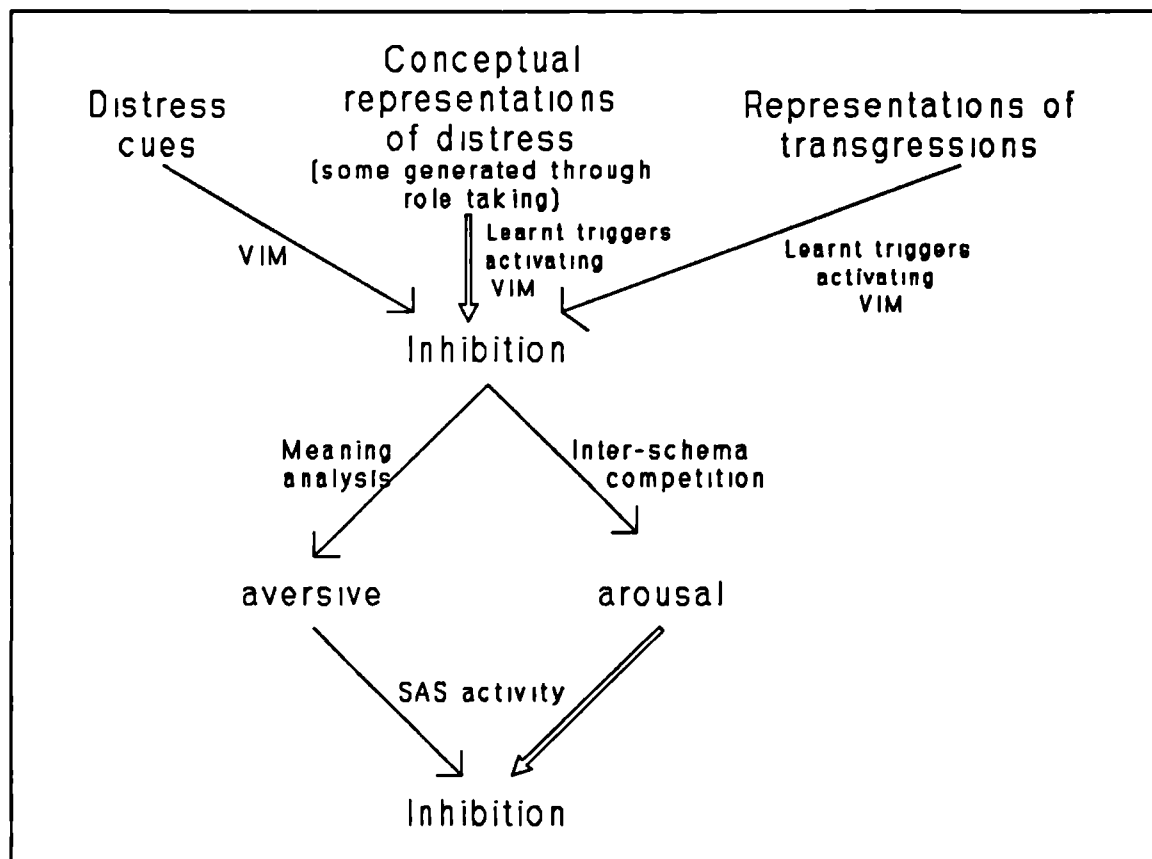 Distress
cues
Conceptual
representations
of distress
(some generated through
role taking)
Representations of
transgressions
VIM
Learnt triggers
activating
VIM
Learnt triggers
activating
VIM
Inhibition
Meaning
analysis
Inter-schema
competition
aversive
arousal
SAS activity
Inhibition